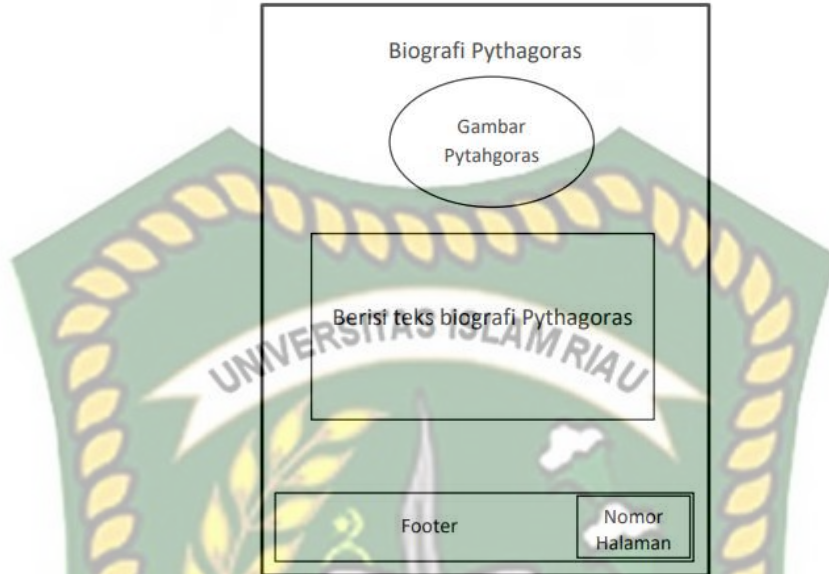 Biografi Pythagoras
Gambar
Pytahgoras
Berisi teks biografi Pythagoras
UNIVERSITAS ISLAM RIAU
Footer
Nomor
Halaman